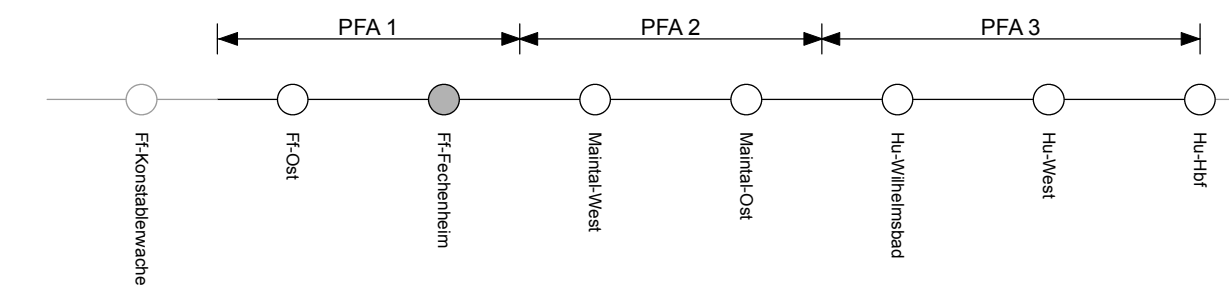 PFA 1
PFA 2
PFA 3
Ff-Konstablerwache
Ff-Ost
Ff-Fechenheim
Maintal-West
Maintal-Ost
Hu-Wilhelmsbad
Hu-West
Hu-Hbf